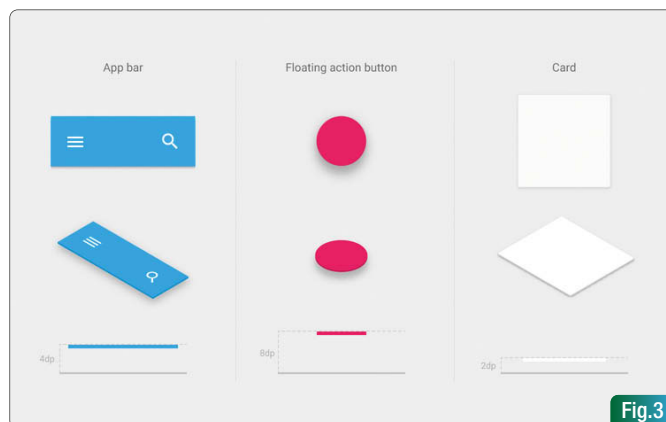 App bar
Floating action button
Card
4dp
8dp
2dp
Fig.3